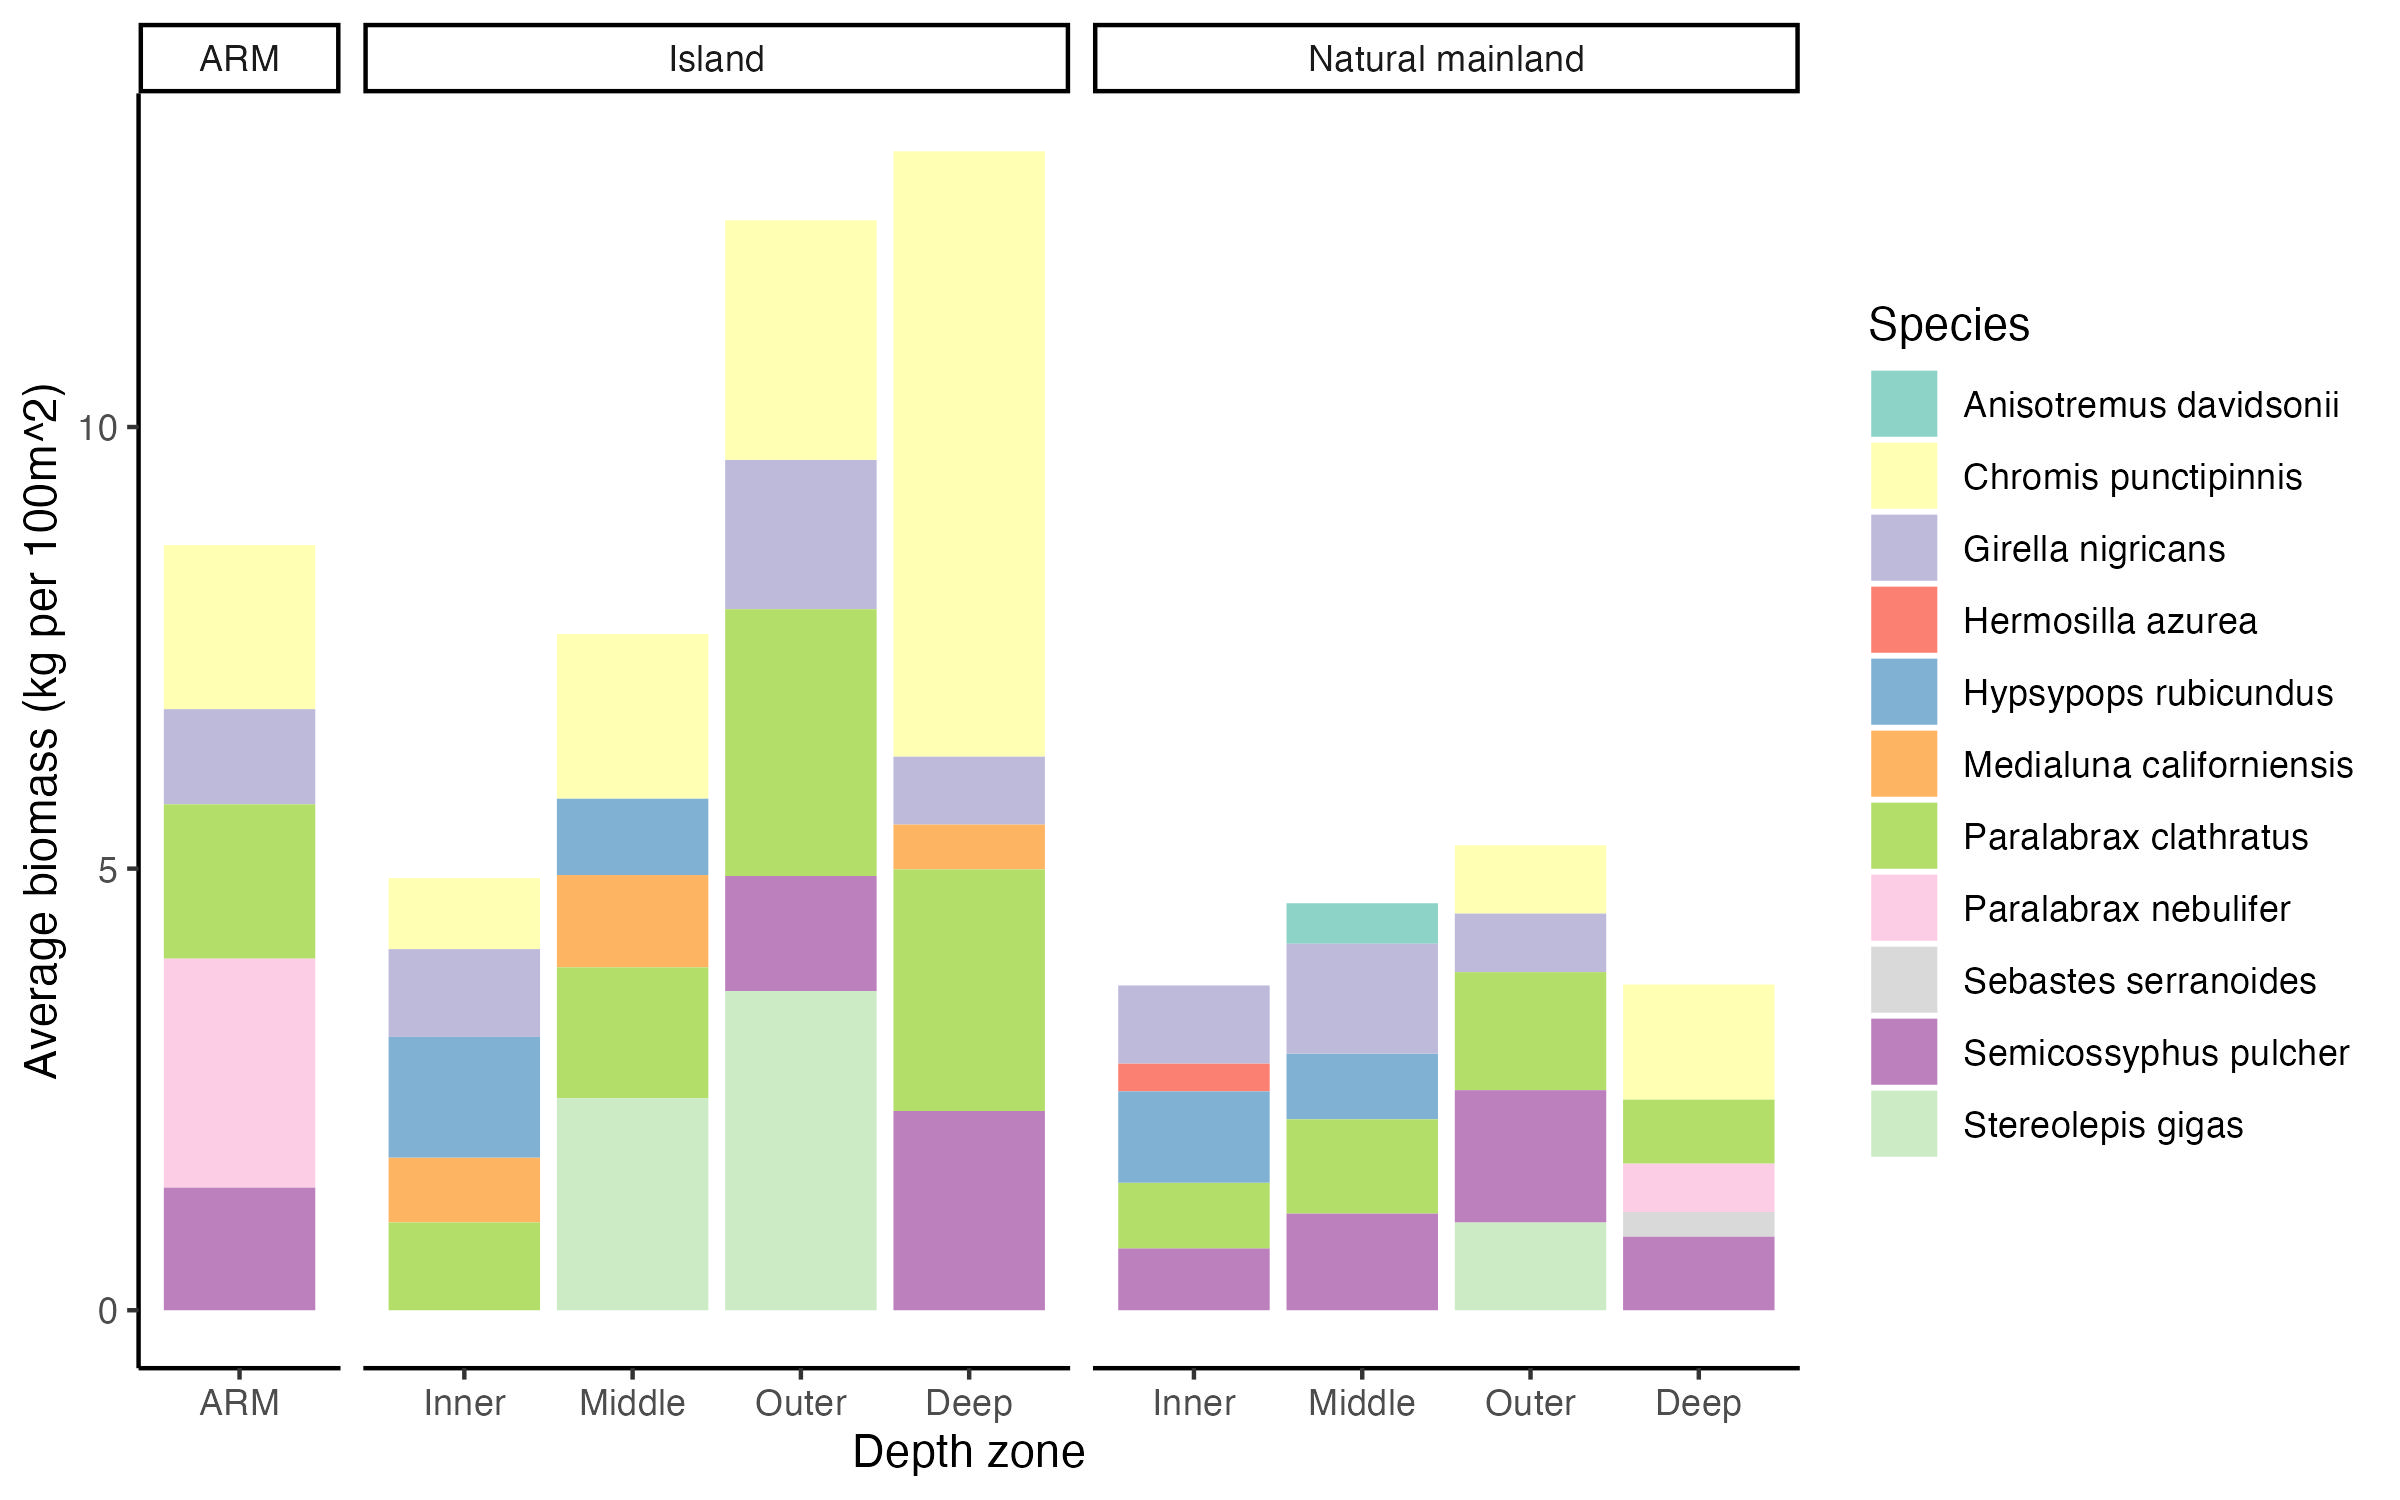 ARM
Island
Natural mainland
Average biomass (kg per 100m^2)
10
5
0
ARM
Inner
Middle
Outer
Deep
Inner
Middle
Outer
Deep
Depth zone
Species
Anisotremus davidsonii
Chromis punctipinnis
Girella nigricans
Hermosilla azurea
Hypsypops rubicundus
Medialuna californiensis
Paralabrax clathratus
Paralabrax nebulifer
Sebastes serranoides
Semicossyphus pulcher
Stereolepis gigas